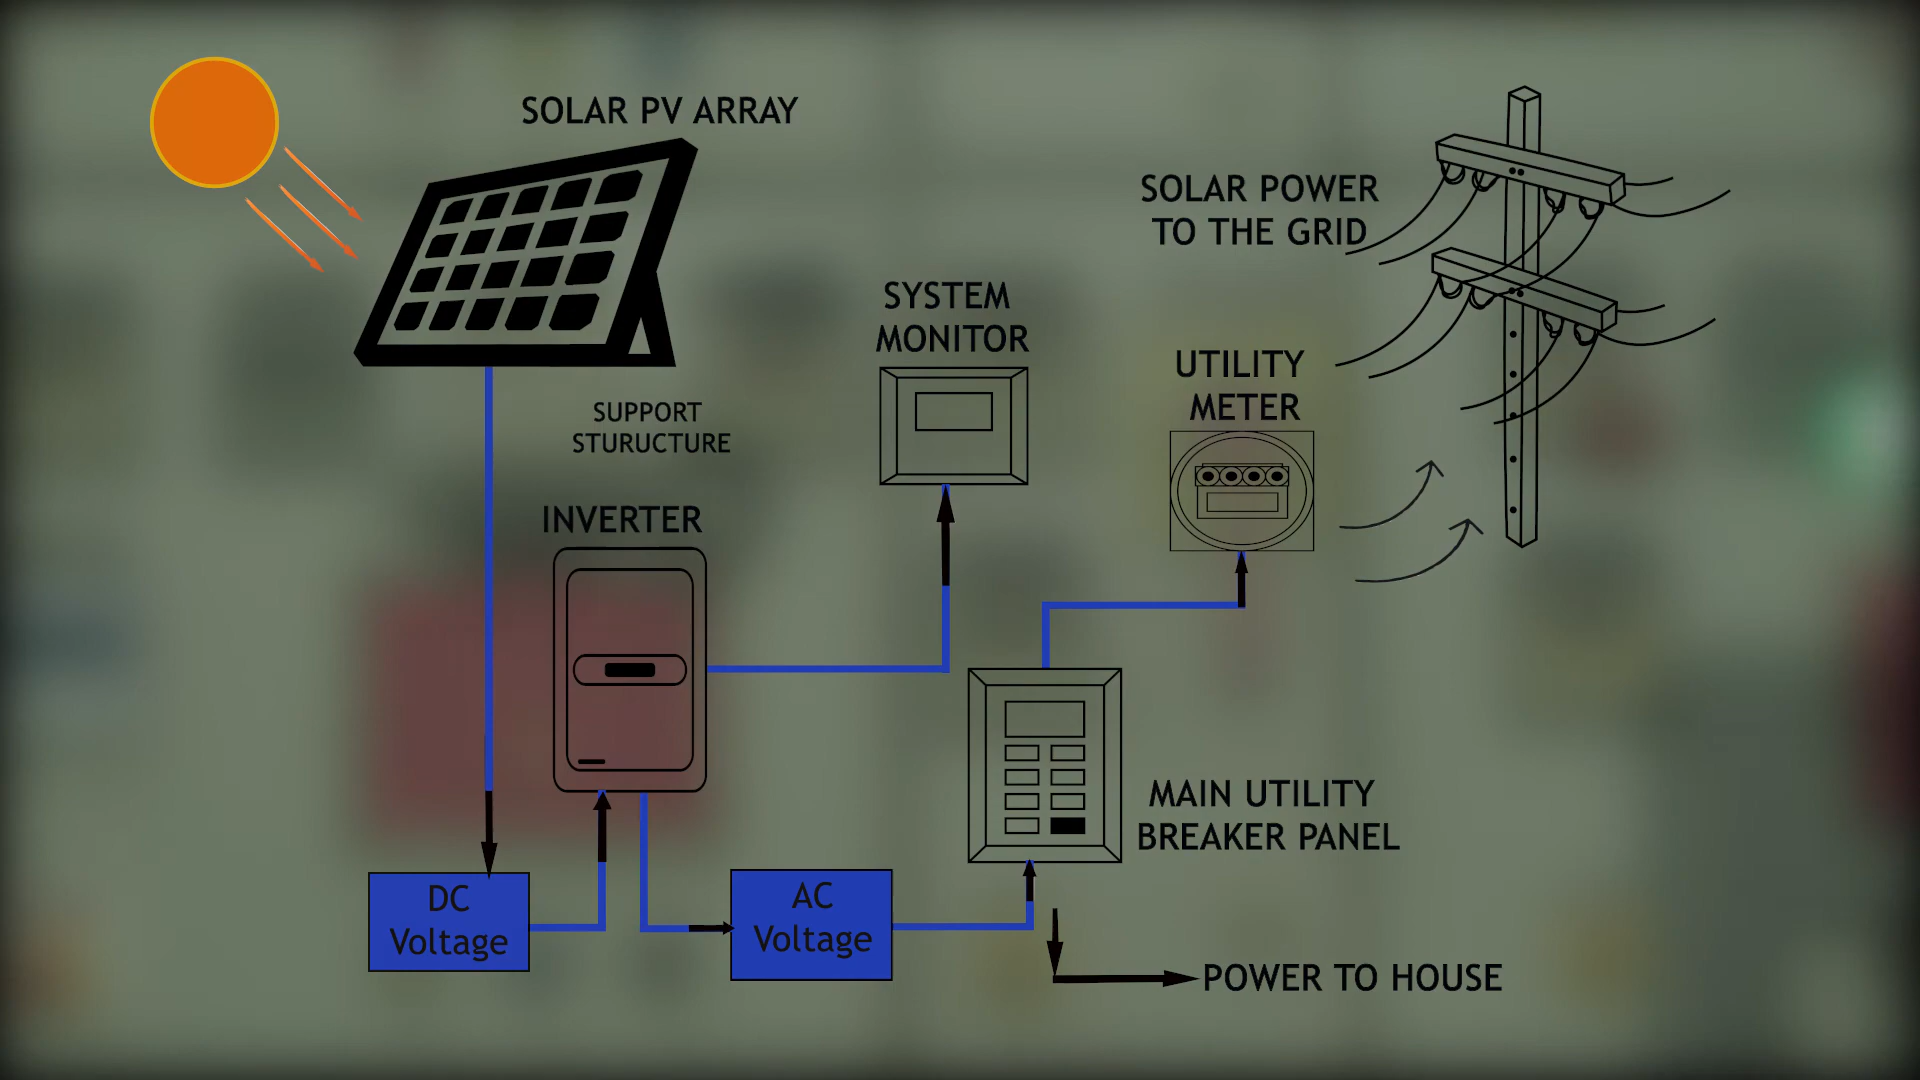 SOLAR PV ARRAY
SOLAR POWER
TO THE GRID
SYSTEM
MONITOR
UTILITY
METER
SUPPORT
STURUCTURE
INVERTER
MAIN UTILITY
BREAKER PANEL
DC
Voltage
AC
Voltage
POWER TO HOUSE